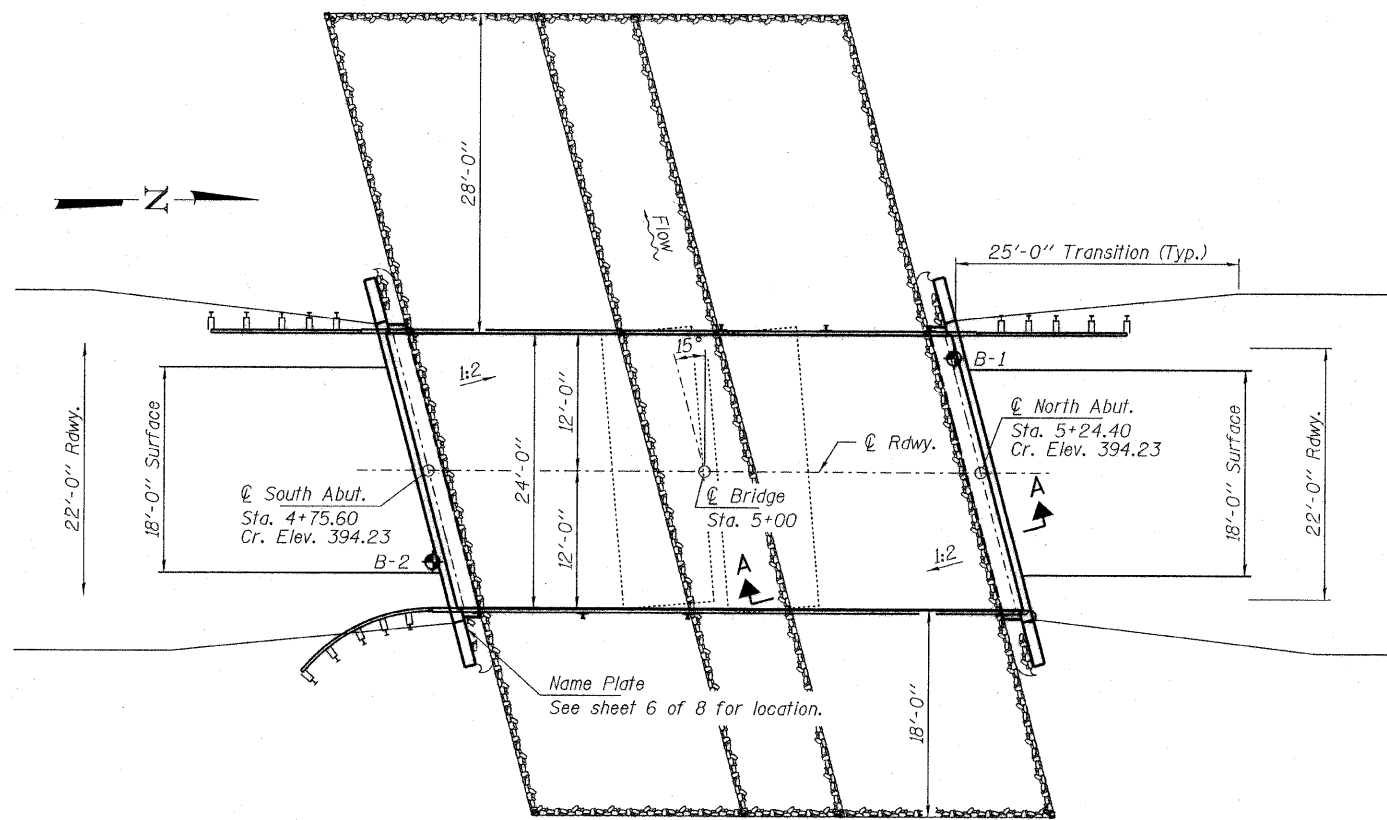 28'-0"
N
Flow
25'-0" Transition (Typ.)
15°
B-1
1:2
12'-0"
℄ North Abut.
Sta. 5+24.40
Cr. Elev. 394.23
℄ Rdwy.
22'-0" Rdwy.
18'-0" Surface
24'-0"
18'-0" Surface
22'-0" Rdwy.
℄ South Abut.
Sta. 4+75.60
Cr. Elev. 394.23
℄ Bridge
Sta. 5+00
A
B-2
12'-0"
A
1:2
Name Plate
See sheet 6 of 8 for location.
18'-0"